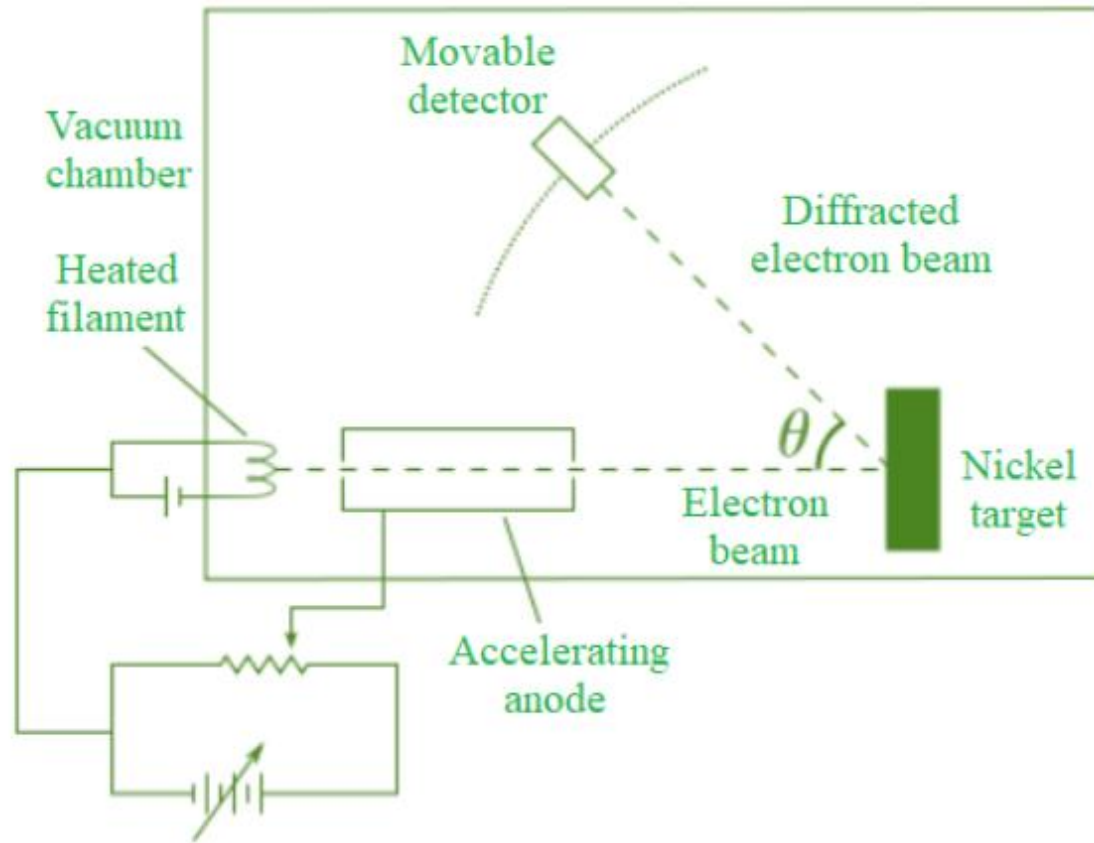 Movable
detector
Vacuum
chamber
Diffracted
electron beam
Heated
filament
θ
Electron
beam
Nickel
target
Accelerating
anode